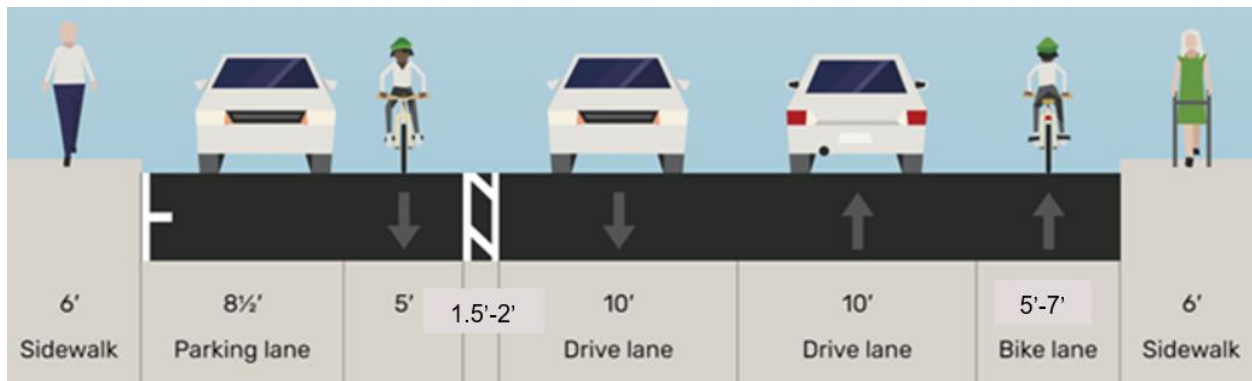 6’
Sidewalk
8½’
Parking lane
5’
1.5’-2’
10’
Drive lane
10’
Drive lane
5’-7’
Bike lane
6’
Sidewalk